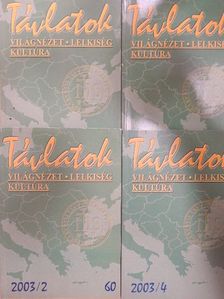 Távlatok
VILÁGNÉZET • LELKISÉG
KULTÚRA
Távlatok
VILÁGNÉZET • LELKISÉG
KULTÚRA
Távlatok
VILÁGNÉZET • LELKISÉG
KULTÚRA
2003/2 60
Távlatok
VILÁGNÉZET • LELKISÉG
KULTÚRA
2003/4